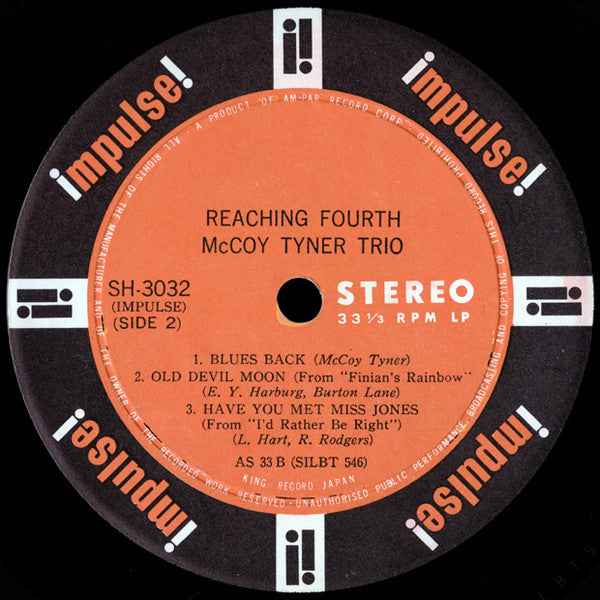 impulse!
impulse!
impulse!
impulse!
· A PRODUCT OF AM-PAR RECORD CORP. ·
REACHING FOURTH
McCOY TYNER TRIO
SH-3032
(IMPULSE)
(SIDE 2)
STEREO
33 1/3 RPM LP
1. BLUES BACK (McCoy Tyner)
2. OLD DEVIL MOON (From "Finian's Rainbow"
(E. Y. Harburg, Burton Lane)
3. HAVE YOU MET MISS JONES
(From "I'd Rather Be Right")
(L. Hart, R. Rodgers)
AS 33 B (SILBT 546)
KING RECORD JAPAN
ALL RIGHTS OF THE MANUFACTURER AND OF THE OWNER OF THE RECORDED WORK RESERVED · UNAUTHORISED PUBLIC PERFORMANCE, BROADCASTING AND COPYING OF THIS RECORD PROHIBITED